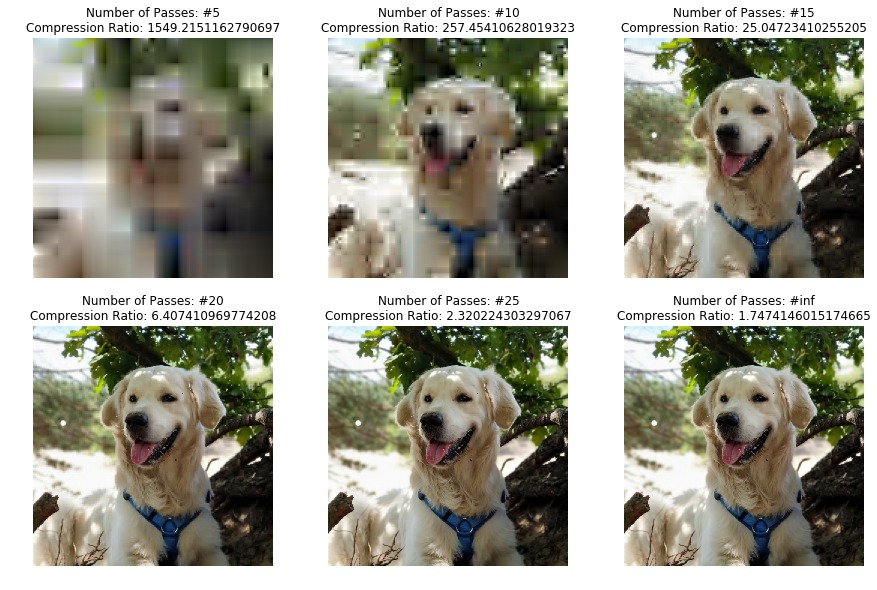 Number of Passes: #5
Compression Ratio: 1549.2151162790697
Number of Passes: #10
Compression Ratio: 257.45410628019323
Number of Passes: #15
Compression Ratio: 25.04723410255205
Number of Passes: #20
Compression Ratio: 6.407410969774208
Number of Passes: #25
Compression Ratio: 2.320224303297067
Number of Passes: #inf
Compression Ratio: 1.7474146015174665